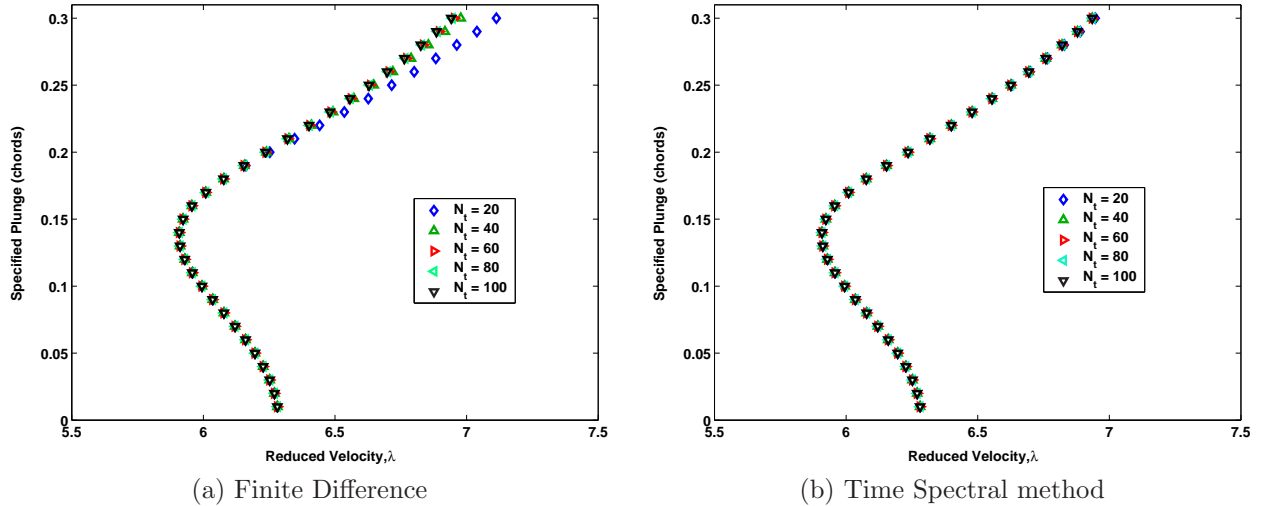 0.3
0.25
0.2
0.15
0.1
0.05
0
Specified Plunge (chords)
N_t = 20
N_t = 40
N_t = 60
N_t = 80
N_t = 100
5.5 6 6.5 7 7.5
Reduced Velocity,λ
(a) Finite Difference
0.3
0.25
0.2
0.15
0.1
0.05
0
Specified Plunge (chords)
N_t = 20
N_t = 40
N_t = 60
N_t = 80
N_t = 100
5.5 6 6.5 7 7.5
Reduced Velocity,λ
(b) Time Spectral method